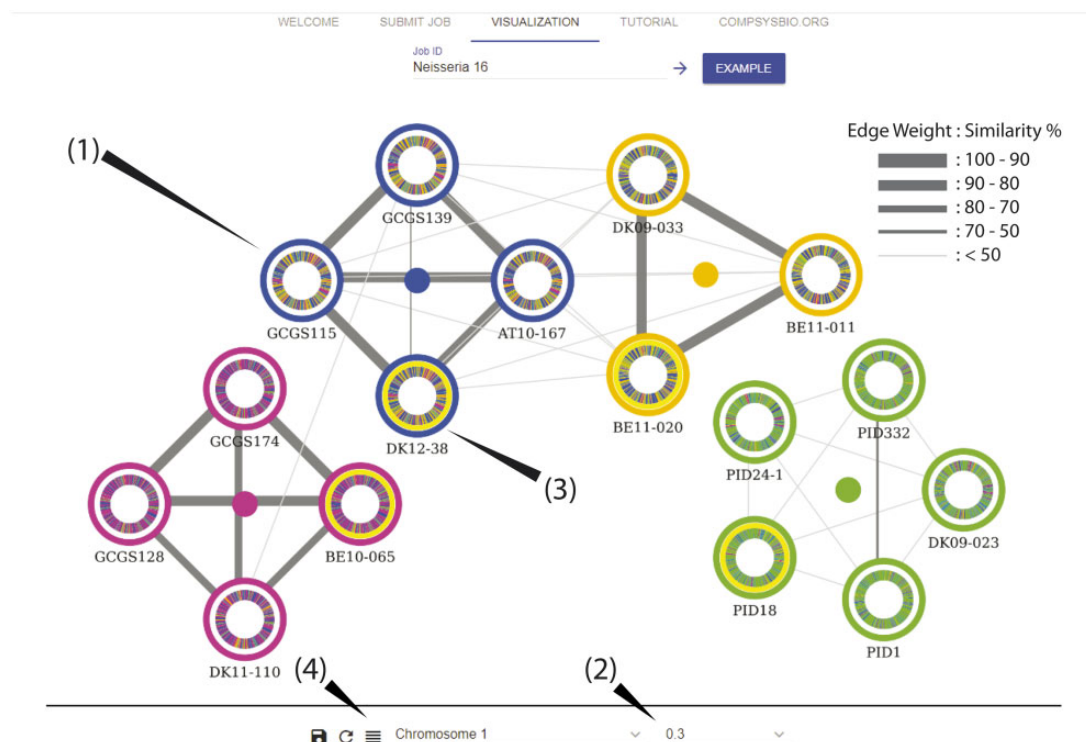 WELCOME SUBMIT JOB VISUALIZATION TUTORIAL COMPSYSBIO.ORG
Job ID
Neisseria 16 → EXAMPLE
Edge Weight : Similarity %
: 100 - 90
: 90 - 80
: 80 - 70
: 70 - 50
: < 50
(1)
GCGS139
DK09-033
GCGS115
AT10-167
BE11-011
DK12-38
BE11-020
GCGS174
PID332
PID24-1
(3)
GCGS128
BE10-065
DK09-023
PID18
PID1
DK11-110
(4)
(2)
Chromosome 1
0.3